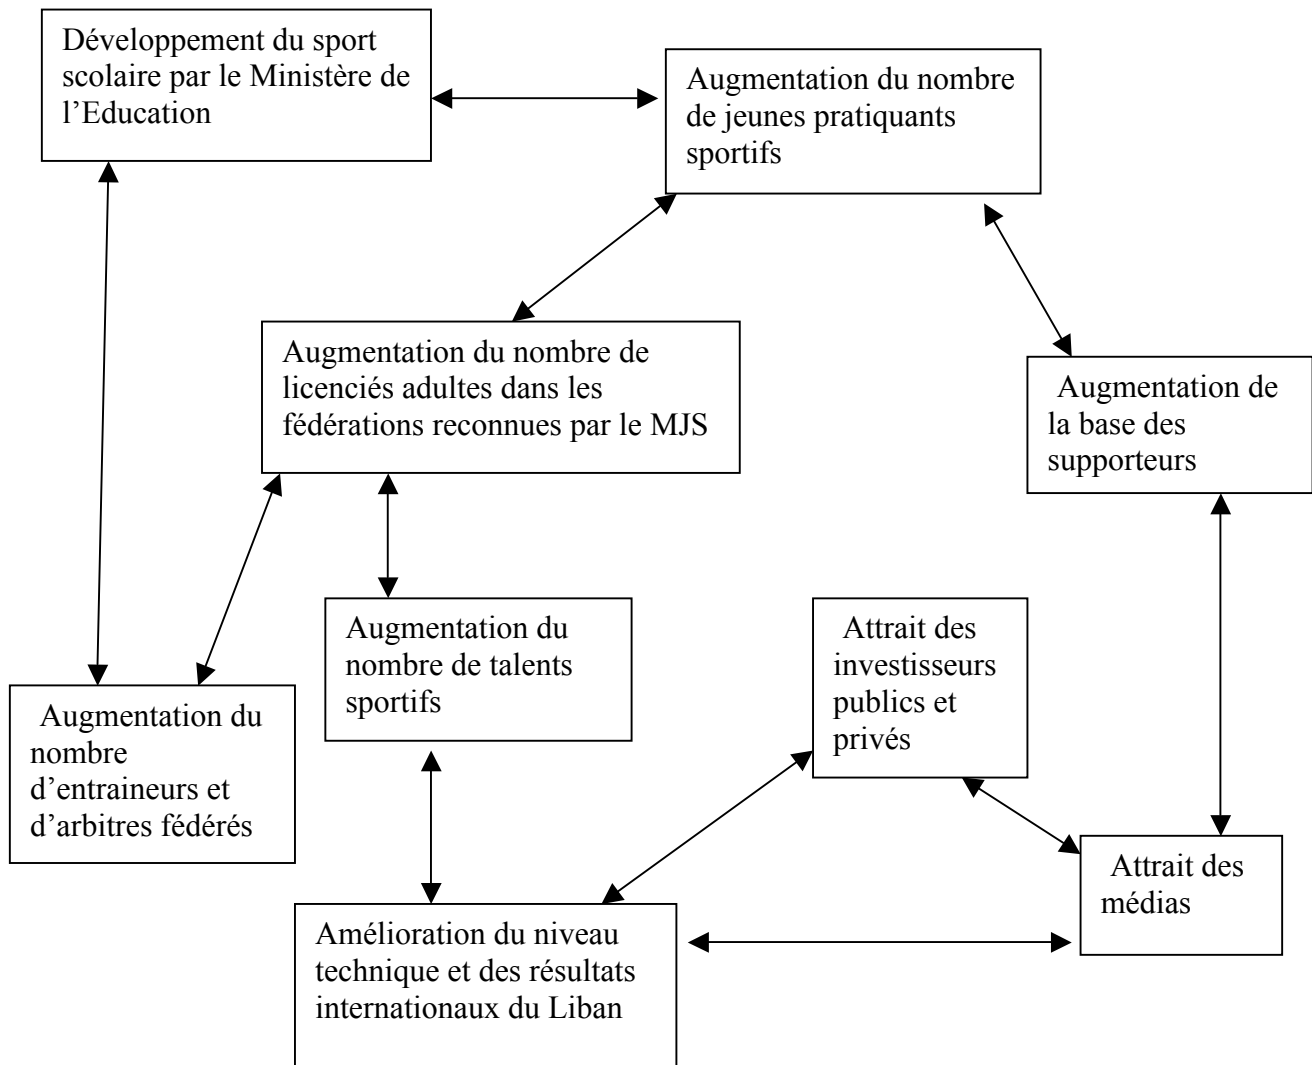 Développement du sport
scolaire par le Ministère de
l’Education
Augmentation du nombre
de jeunes pratiquants
sportifs
Augmentation du nombre de
licenciés adultes dans les
fédérations reconnues par le MJS
Augmentation de
la base des
supporteurs
Augmentation du
nombre de talents
sportifs
Attrait des
investisseurs
publics et
privés
Augmentation du
nombre
d’entraineurs et
d’arbitres fédérés
Attrait des
médias
Amélioration du niveau
technique et des résultats
internationaux du Liban